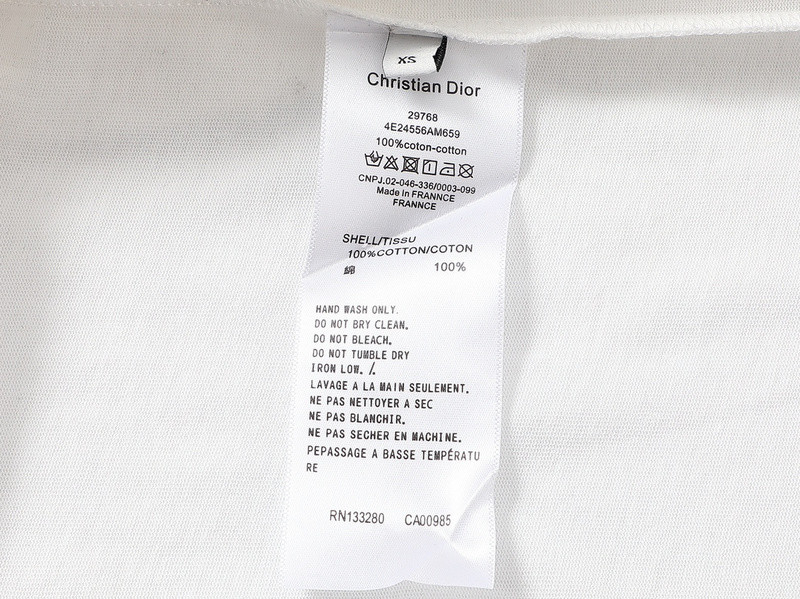 XS
Christian Dior
29768
4E24556AM659
100%coton-cotton
CNPJ.02-046-336/0003-099
Made in FRANNCE
FRANNCE
SHELL/TISSU
100%COTTON/COTON
綿 100%
HAND WASH ONLY.
DO NOT BRY CLEAN.
DO NOT BLEACH.
DO NOT TUMBLE DRY
IRON LOW. /.
LAVAGE A LA MAIN SEULEMENT.
NE PAS NETTOYER A SEC
NE PAS BLANCHIR.
NE PAS SECHER EN MACHINE.
PEPASSAGE A BASSE TEMPÉRATU
RE
RN133280 CA00985